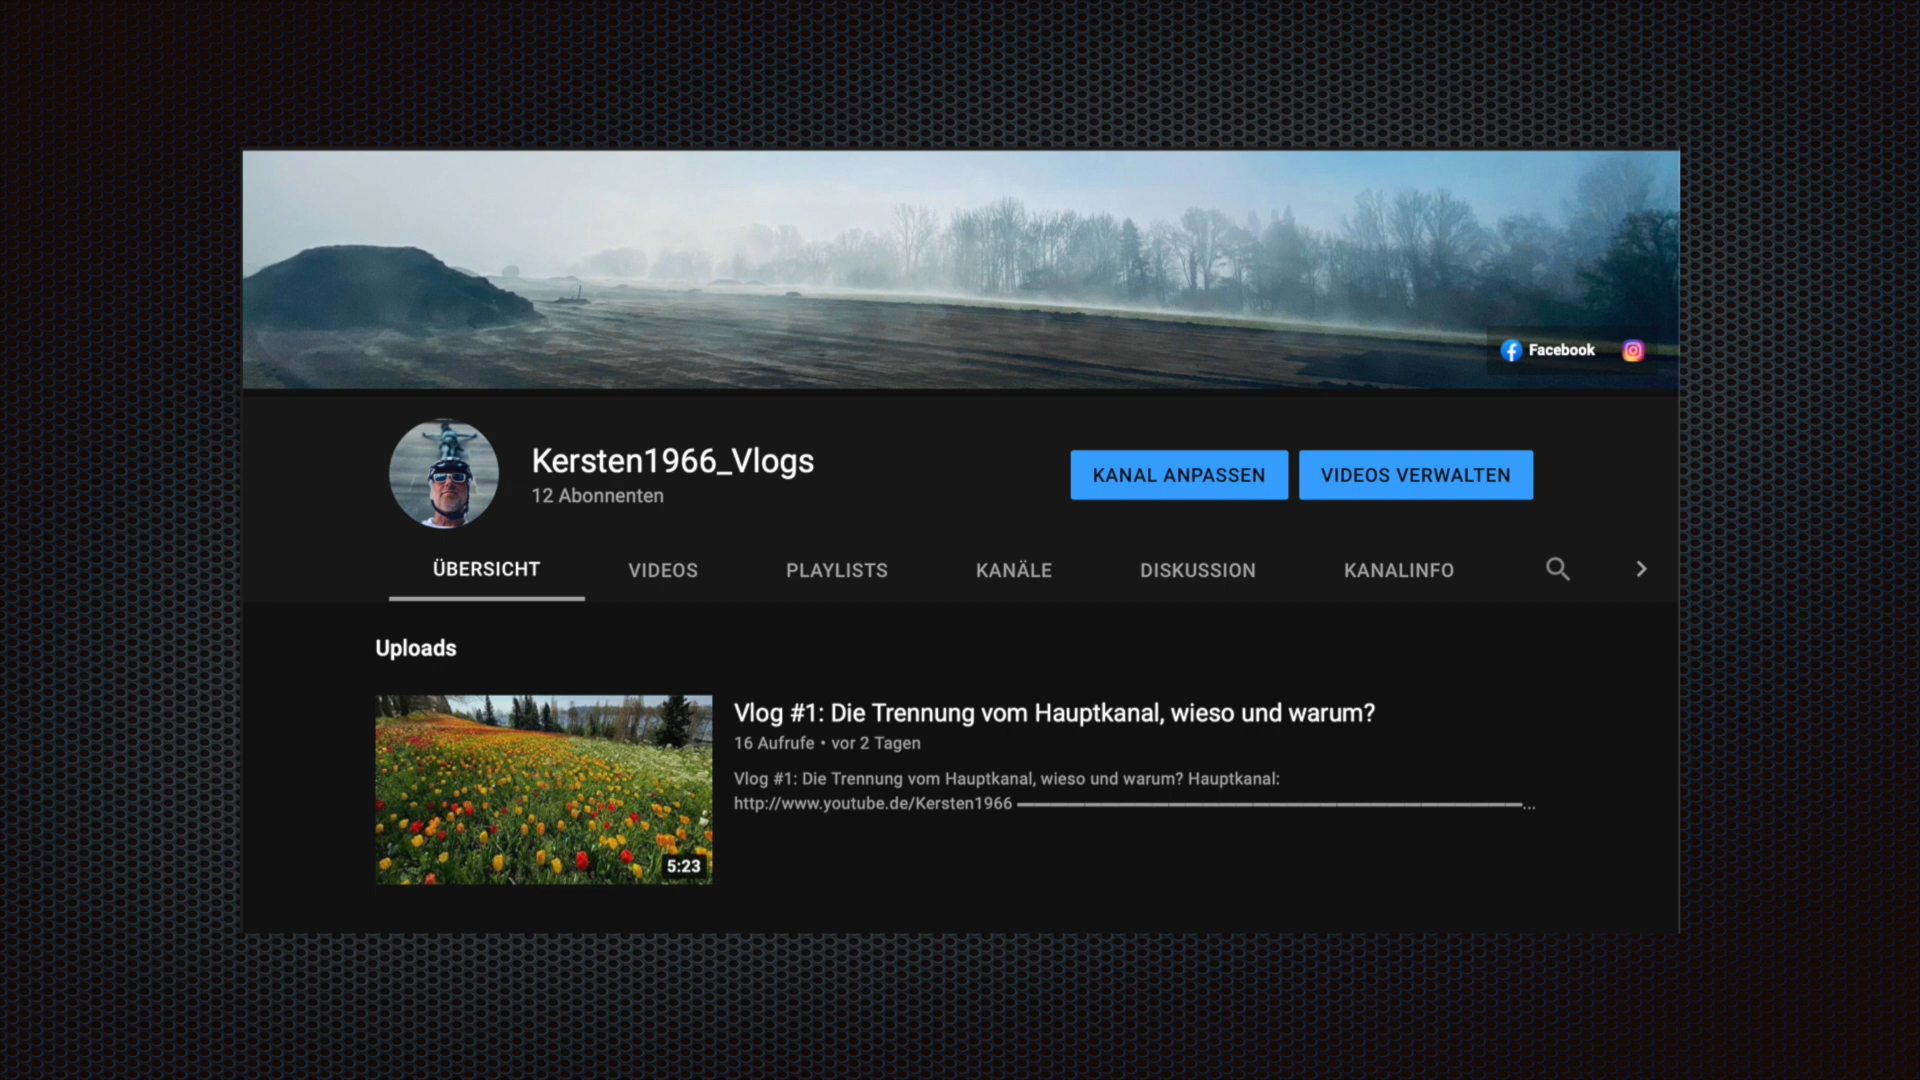 Facebook
Kersten1966_Vlogs
12 Abonnenten
KANAL ANPASSEN
VIDEOS VERWALTEN
ÜBERSICHT
VIDEOS
PLAYLISTS
KANÄLE
DISKUSSION
KANALINFO
Uploads
5:23
Vlog #1: Die Trennung vom Hauptkanal, wieso und warum?
16 Aufrufe • vor 2 Tagen
Vlog #1: Die Trennung vom Hauptkanal, wieso und warum? Hauptkanal:
http://www.youtube.de/Kersten1966 ▬▬▬▬▬▬▬▬▬▬▬▬▬▬▬▬▬▬▬▬▬▬▬▬▬▬▬▬▬▬...